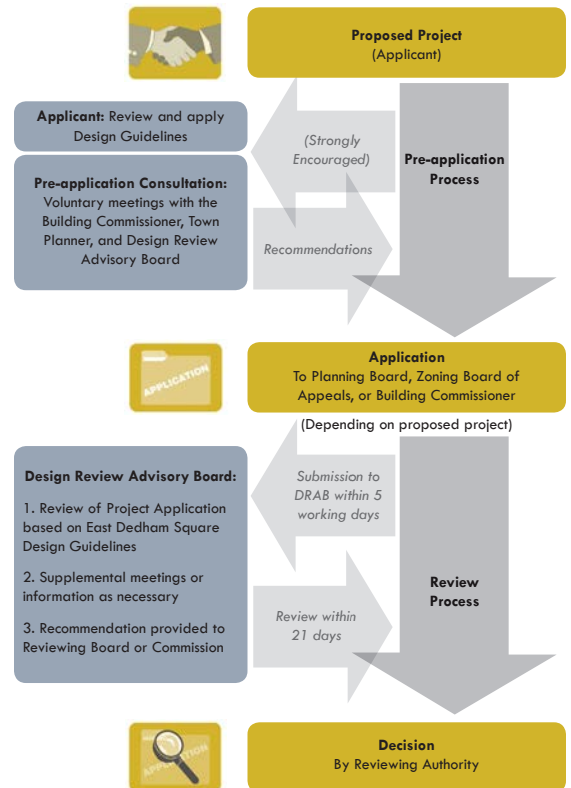 Proposed Project
(Applicant)
Applicant: Review and apply
Design Guidelines
(Strongly
Encouraged)
Pre-application
Process
Pre-application Consultation:
Voluntary meetings with the
Building Commissioner, Town
Planner, and Design Review
Advisory Board
Recommendations
APPLICATION
Application
To Planning Board, Zoning Board of
Appeals, or Building Commissioner
(Depending on proposed project)
Design Review Advisory Board:
1. Review of Project Application
based on East Dedham Square
Design Guidelines
2. Supplemental meetings or
information as necessary
3. Recommendation provided to
Reviewing Board or Commission
Submission to
DRAB within 5
working days
Review within
21 days
Review
Process
APPLICATION
Decision
By Reviewing Authority